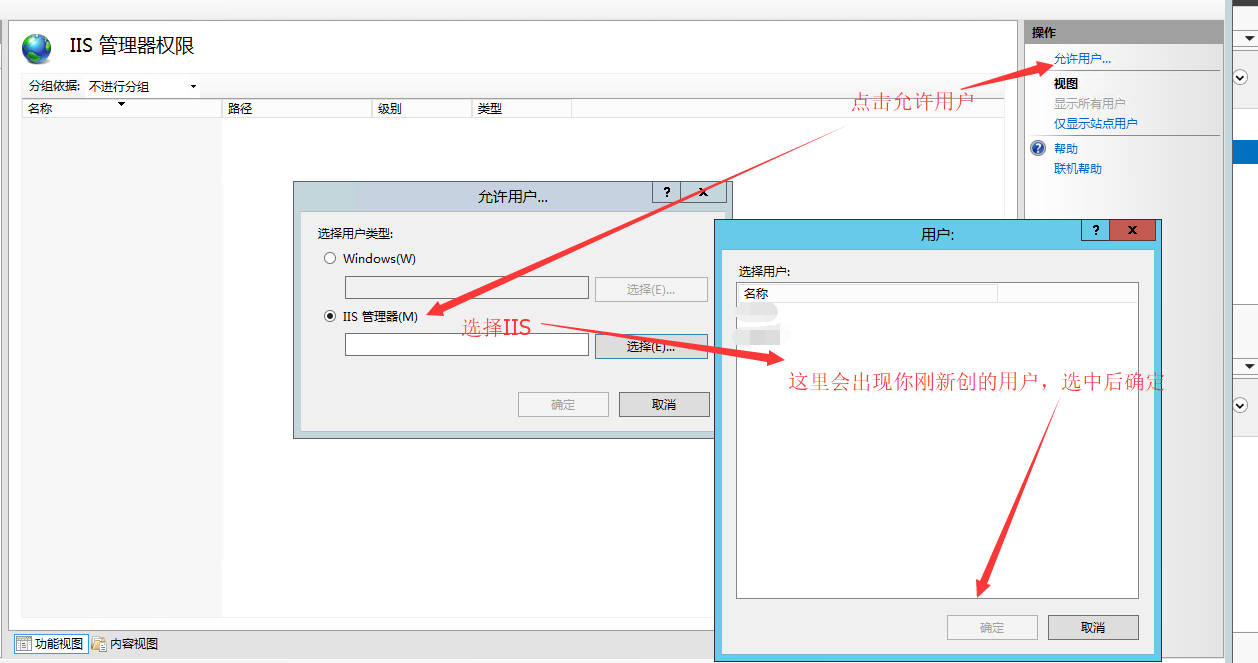 IIS 管理器权限
分组依据: 不进行分组
名称 路径 级别 类型
操作
允许用户...
视图
显示所有用户
仅显示站点用户
帮助
联机帮助
点击允许用户
允许用户...
选择用户类型:
Windows(W)
选择(E)...
IIS 管理器(M)
选择(E)...
确定 取消
选择IIS
用户:
选择用户:
名称
这里会出现你刚新创的用户，选中后确定
确定 取消
功能视图 内容视图